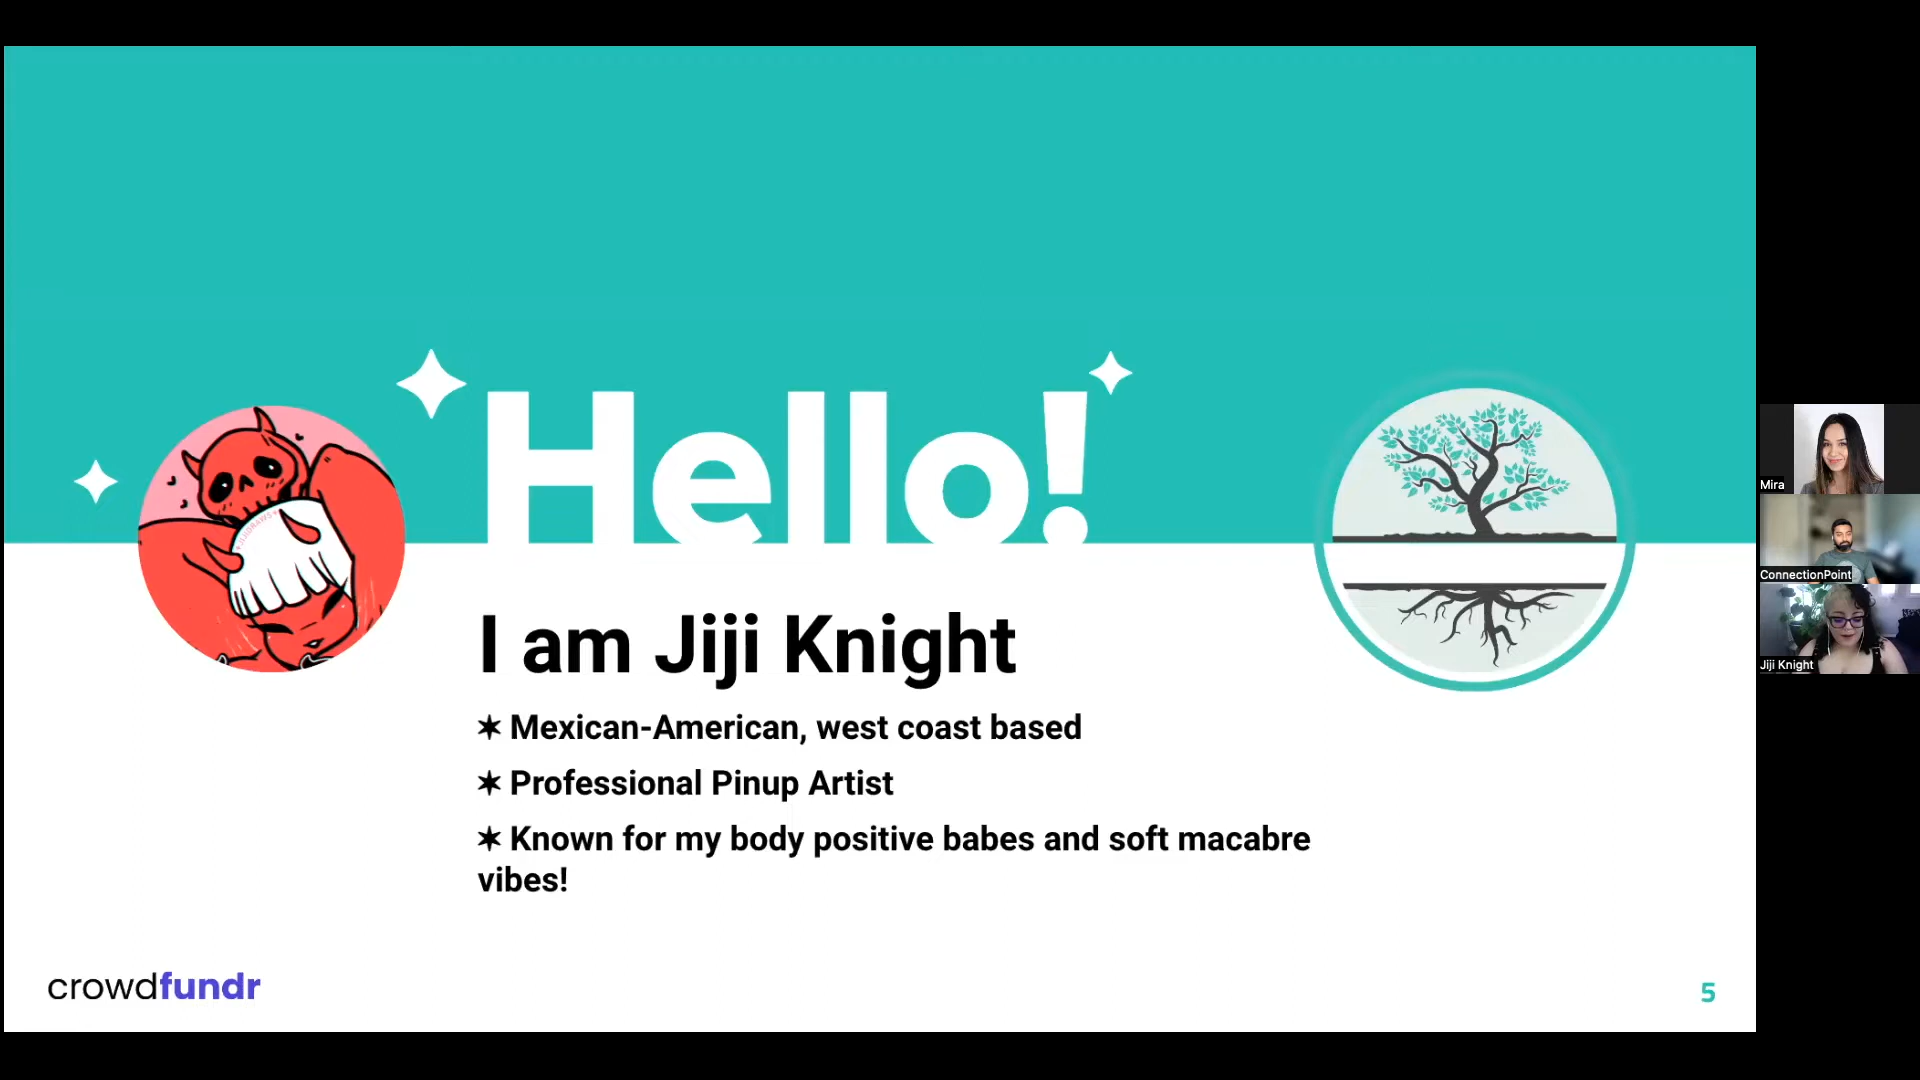 Hello!
I am Jiji Knight
✶ Mexican-American, west coast based
✶ Professional Pinup Artist
✶ Known for my body positive babes and soft macabre
vibes!
crowdfundr
5
Mira
ConnectionPoint
Jiji Knight